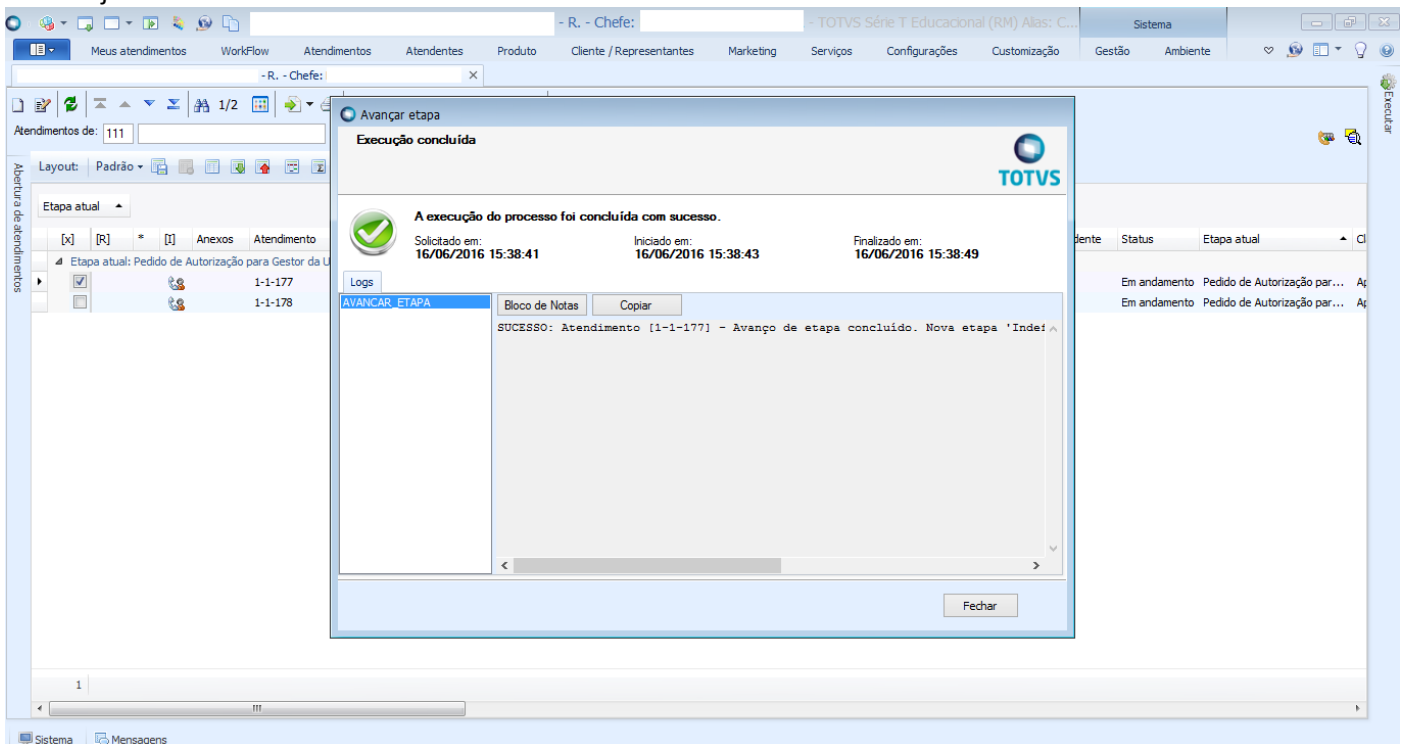 - R. - Chefe: - TOTVS Série T Educacional (RM) Alias: C... Sistema
Meus atendimentos WorkFlow Atendimentos Atendentes Produto Cliente / Representantes Marketing Serviços Configurações Customização Gestão Ambiente
- R. - Chefe:
1/2
Executar
Atendimentos de: 111
Abertura de atendimentos
Layout: Padrão
Etapa atual
[x] [R] * [I] Anexos Atendimento
Status Etapa atual
Etapa atual: Pedido de Autorização para Gestor da U
1-1-177
Em andamento Pedido de Autorização par...
1-1-178
Em andamento Pedido de Autorização par...
Avançar etapa
Execução concluída
TOTVS
A execução do processo foi concluída com sucesso.
Solicitado em: Iniciado em: Finalizado em:
16/06/2016 15:38:41 16/06/2016 15:38:43 16/06/2016 15:38:49
Logs
AVANCAR_ETAPA
Bloco de Notas Copiar
SUCESSO: Atendimento [1-1-177] - Avanço de etapa concluído. Nova etapa 'Indef
Fechar
1
Sistema Mensagens